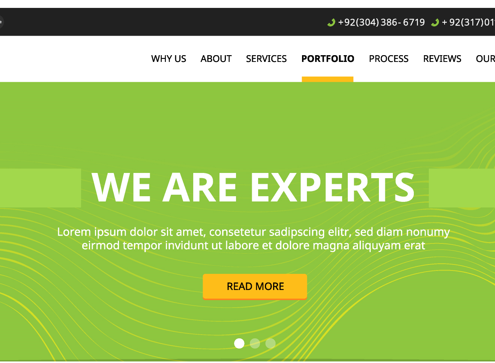 +92(304)386-6719 +92(317)01
WHY US ABOUT SERVICES PORTFOLIO PROCESS REVIEWS OUR
WE ARE EXPERTS
Lorem ipsum dolor sit amet, consetetur sadipscing elitr, sed diam nonumy
eirmod tempor invidunt ut labore et dolore magna aliquyam erat
READ MORE